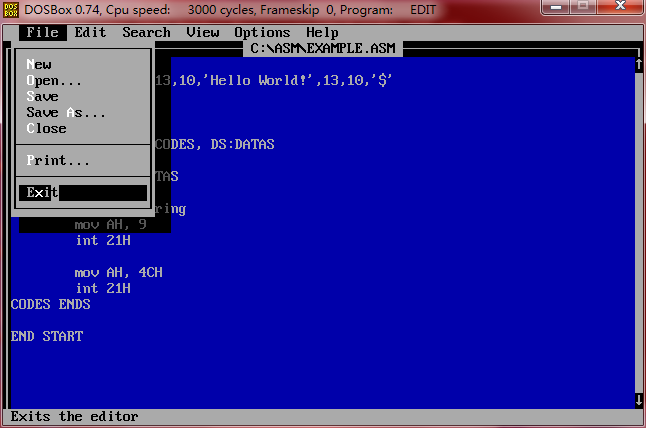 DOSBox 0.74, Cpu speed: 3000 cycles, Frameskip 0, Program: EDIT
File Edit Search View Options Help
C:\ASM\EXAMPLE.ASM
New
Open...
Save
Save As...
Close
Print...
Exit
13,10,'Hello World!',13,10,'$'
CODES, DS:DATAS
TAS
ring
mov AH, 9
int 21H
mov AH, 4CH
int 21H
CODES ENDS
END START
Exits the editor